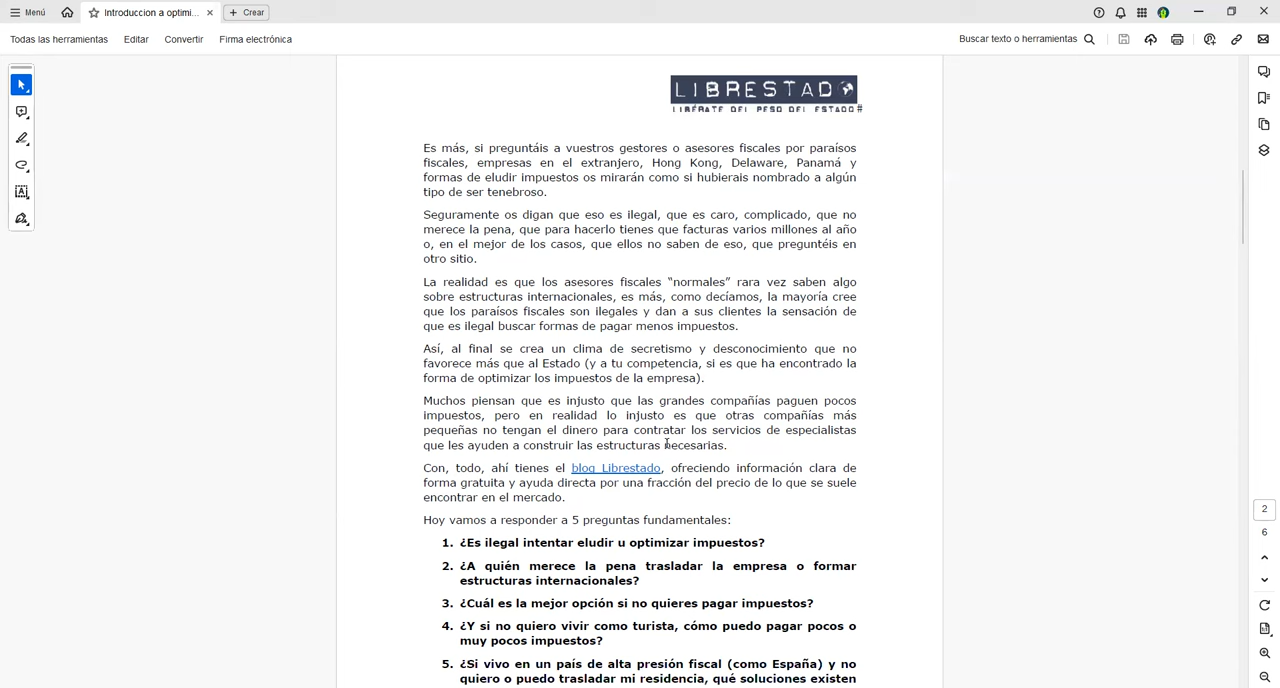 Menú
Introduccion a optimi...
Crear
Todas las herramientas
Editar
Convertir
Firma electrónica
Buscar texto o herramientas
LIBRESTADO
LIBÉRATE DEL PESO DEL ESTADO#
Es más, si preguntáis a vuestros gestores o asesores fiscales por paraísos
fiscales, empresas en el extranjero, Hong Kong, Delaware, Panamá y
formas de eludir impuestos os mirarán como si hubierais nombrado a algún
tipo de ser tenebroso.
Seguramente os digan que eso es ilegal, que es caro, complicado, que no
merece la pena, que para hacerlo tienes que facturas varios millones al año
o, en el mejor de los casos, que ellos no saben de eso, que preguntéis en
otro sitio.
La realidad es que los asesores fiscales “normales” rara vez saben algo
sobre estructuras internacionales, es más, como decíamos, la mayoría cree
que los paraísos fiscales son ilegales y dan a sus clientes la sensación de
que es ilegal buscar formas de pagar menos impuestos.
Así, al final se crea un clima de secretismo y desconocimiento que no
favorece más que al Estado (y a tu competencia, si es que ha encontrado la
forma de optimizar los impuestos de la empresa).
Muchos piensan que es injusto que las grandes compañías paguen pocos
impuestos, pero en realidad lo injusto es que otras compañías más
pequeñas no tengan el dinero para contratar los servicios de especialistas
que les ayuden a construir las estructuras necesarias.
Con, todo, ahí tienes el blog Librestado, ofreciendo información clara de
forma gratuita y ayuda directa por una fracción del precio de lo que se suele
encontrar en el mercado.
Hoy vamos a responder a 5 preguntas fundamentales:
1. ¿Es ilegal intentar eludir u optimizar impuestos?
2. ¿A quién merece la pena trasladar la empresa o formar
estructuras internacionales?
3. ¿Cuál es la mejor opción si no quieres pagar impuestos?
4. ¿Y si no quiero vivir como turista, cómo puedo pagar pocos o
muy pocos impuestos?
5. ¿Si vivo en un país de alta presión fiscal (como España) y no
quiero o puedo trasladar mi residencia, qué soluciones existen
2
6